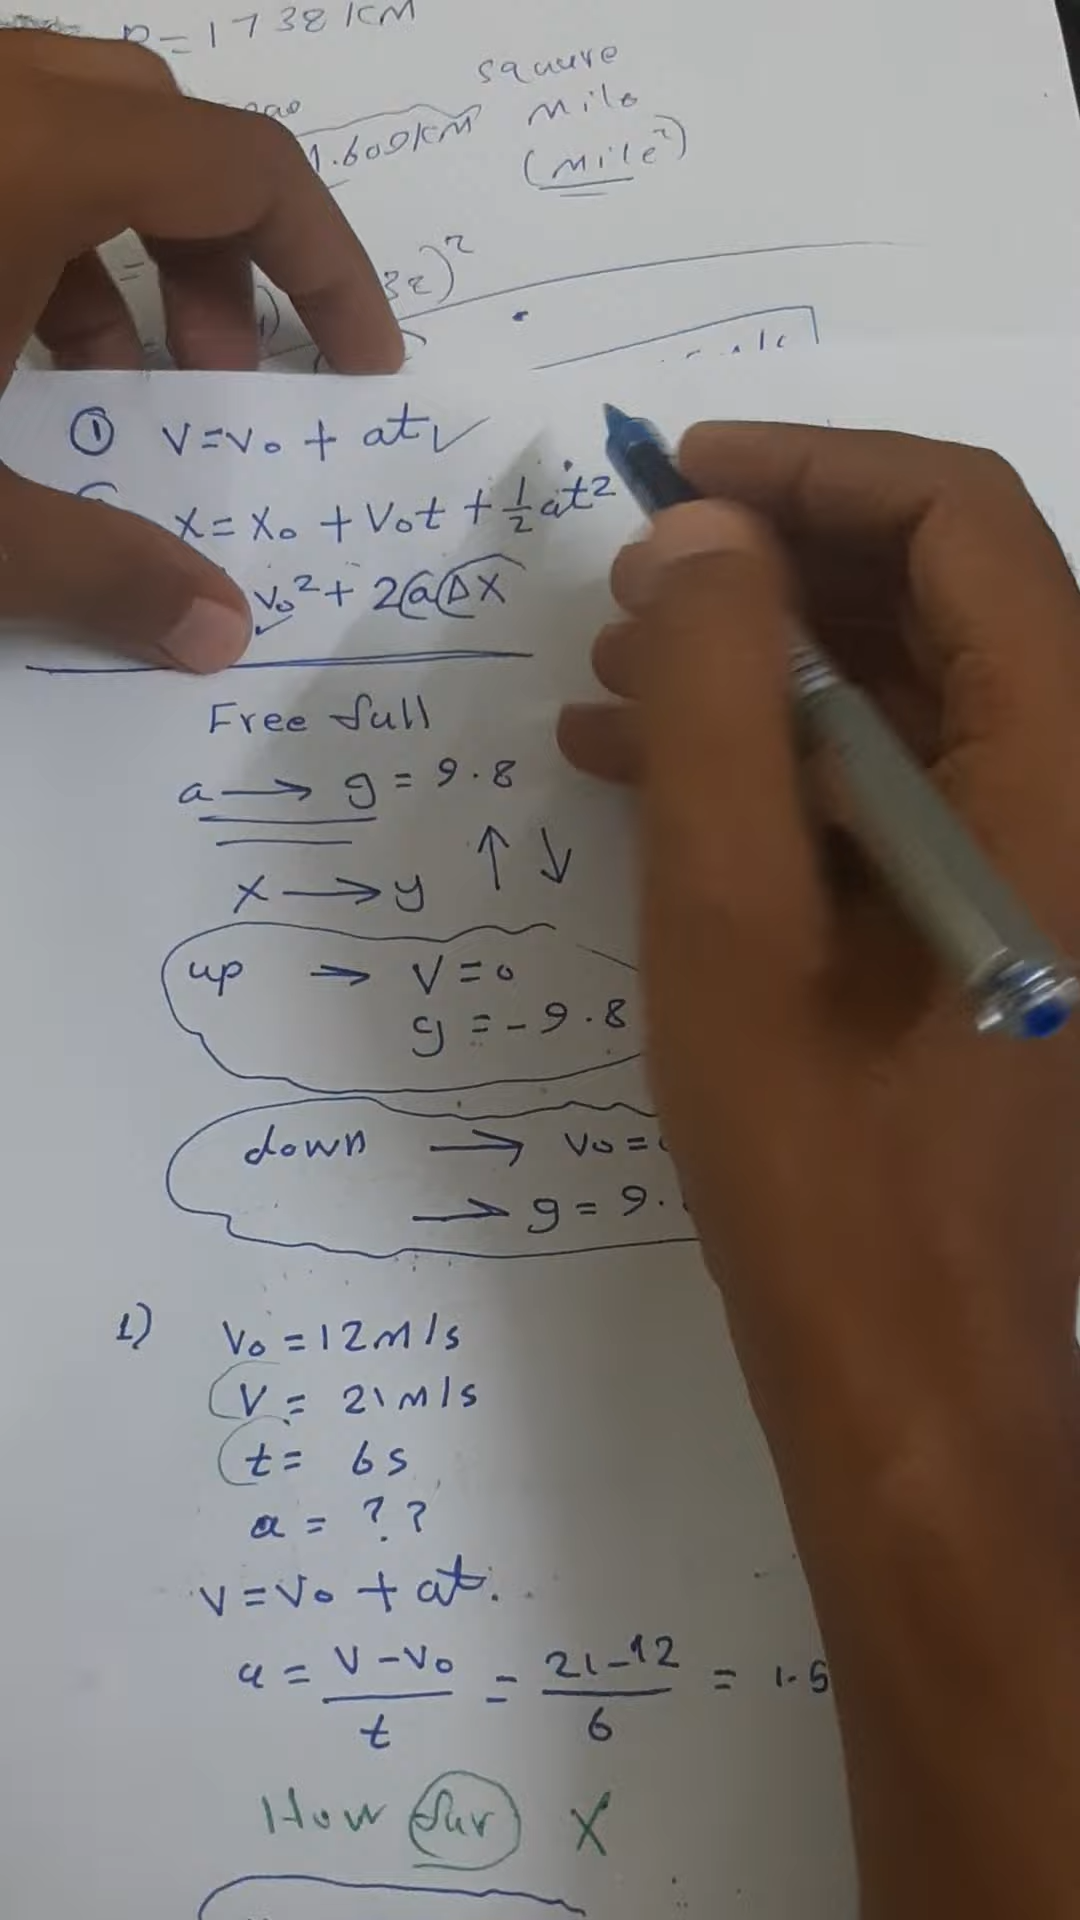 R=1738KM
square
mile
1.609KM
(mile²)
=
32)²
① V=V₀ + at
X=X₀ + V₀t + ½at²
V₀²+ 2aΔX
Free fall
a → g = 9.8
X → y ↑ ↓
up → V=0
g = -9.8
down → V₀ =
→ g = 9.
1) V₀ = 12m/s
V = 21m/s
t = 6s
a = ??
V=V₀ + at.
a = V-V₀/t = 21-12/6 = 1.5
How far X